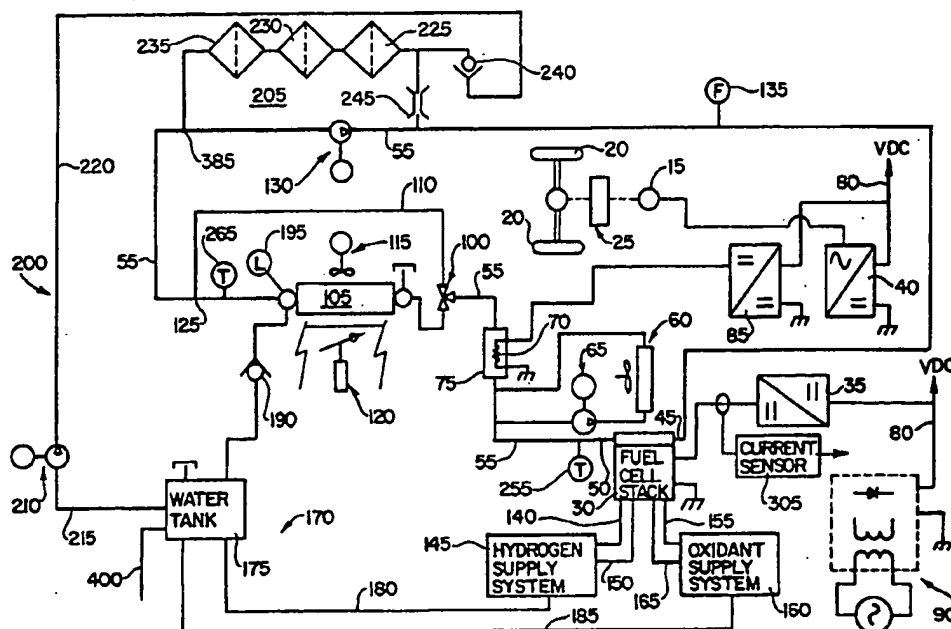 235
230
225
240
205
245
F
135
385
130
55
220
110
20
15
VDC
80
265
195
115
100
T
L
20
25
40
200
55
105
55
85
125
70
60
75
65
35
VDC
190
120
45
80
210
55
T
255
50
FUEL
CELL
STACK
30
CURRENT
SENSOR
305
WATER
TANK
170
140
155
215
145
HYDROGEN
SUPPLY
SYSTEM
OXIDANT
SUPPLY
SYSTEM
400
175
150
180
165
160
185
90